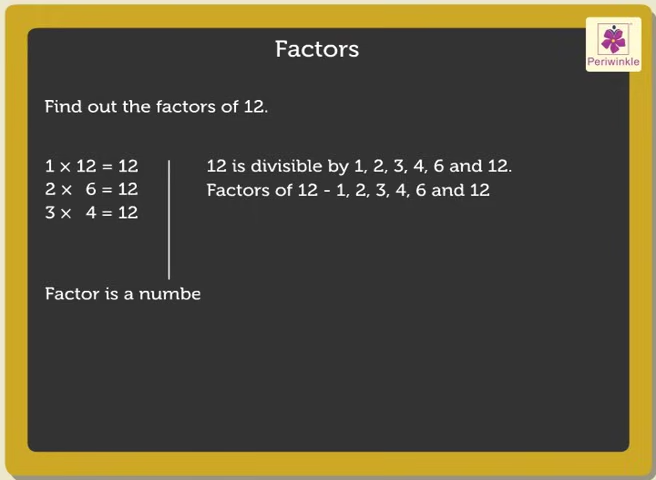 Factors
Periwinkle
Find out the factors of 12.
1 × 12 = 12
2 × 6 = 12
3 × 4 = 12
12 is divisible by 1, 2, 3, 4, 6 and 12.
Factors of 12 - 1, 2, 3, 4, 6 and 12
Factor is a numbe